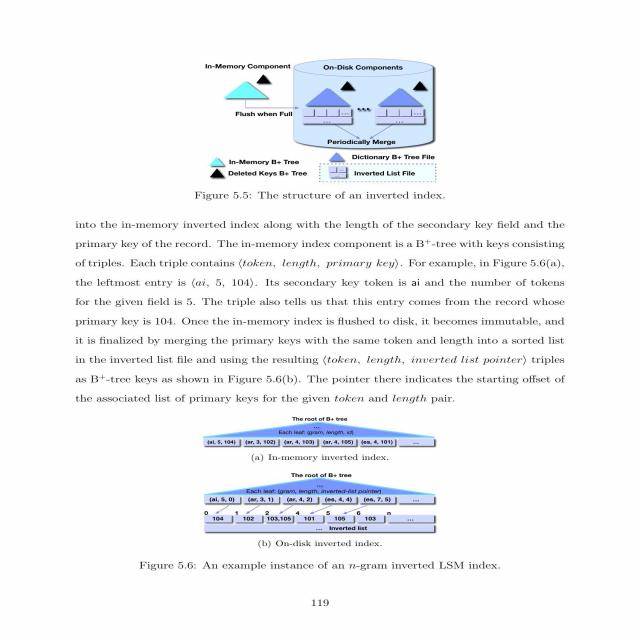 In-Memory Component
On-Disk Components
Flush when Full
...
...
...
...
...
Periodically Merge
In-Memory B+ Tree
Dictionary B+ Tree File
Deleted Keys B+ Tree
Inverted List File
Figure 5.5: The structure of an inverted index.
into the in-memory inverted index along with the length of the secondary key field and the
primary key of the record. The in-memory index component is a B⁺-tree with keys consisting
of triples. Each triple contains ⟨token, length, primary key⟩. For example, in Figure 5.6(a),
the leftmost entry is ⟨ai, 5, 104⟩. Its secondary key token is ai and the number of tokens
for the given field is 5. The triple also tells us that this entry comes from the record whose
primary key is 104. Once the in-memory index is flushed to disk, it becomes immutable, and
it is finalized by merging the primary keys with the same token and length into a sorted list
in the inverted list file and using the resulting ⟨token, length, inverted list pointer⟩ triples
as B⁺-tree keys as shown in Figure 5.6(b). The pointer there indicates the starting offset of
the associated list of primary keys for the given token and length pair.
The root of B+ tree
...
Each leaf: (gram, length, id)
(ai, 5, 104) (ar, 3, 102) (ar, 4, 103) (ar, 4, 105) (es, 4, 101) ...
(a) In-memory inverted index.
The root of B+ tree
...
Each leaf: (gram, length, inverted-list pointer)
(ai, 5, 0) (ar, 3, 1) (ar, 4, 2) (es, 4, 4) (es, 7, 5) ...
0 1 2 4 5 6 n
104 102 103,105 101 105 103 ...
... Inverted list
(b) On-disk inverted index.
Figure 5.6: An example instance of an n-gram inverted LSM index.
119